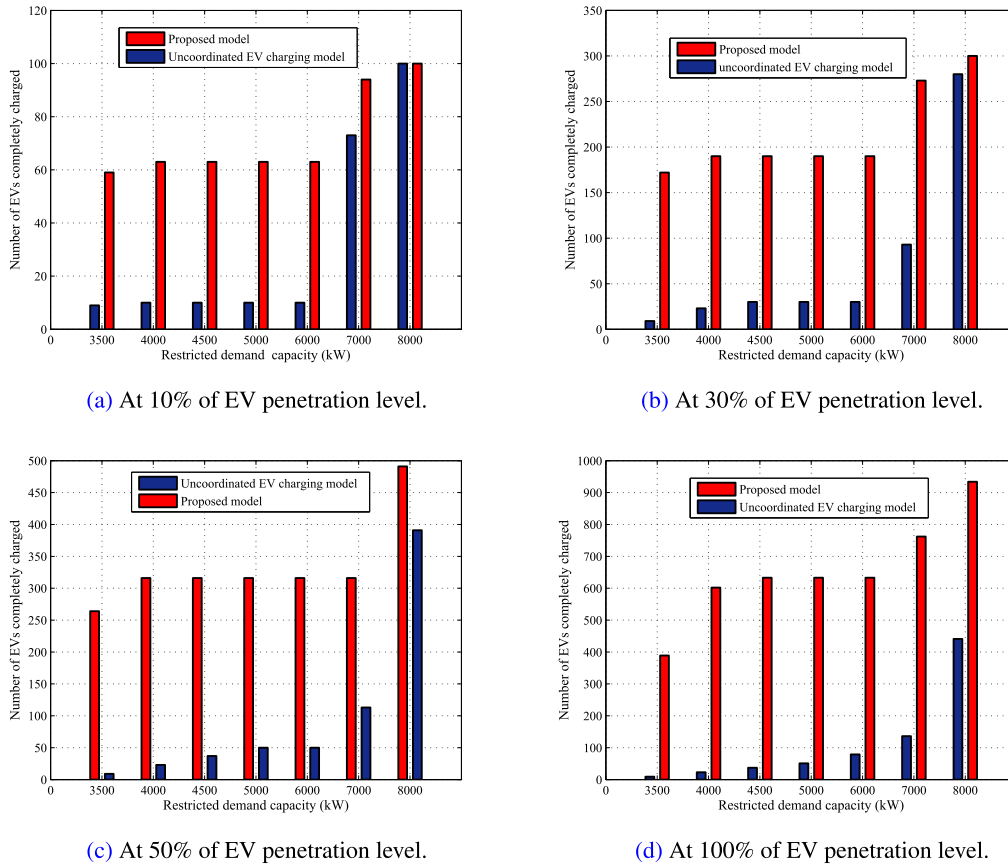 120
100
80
60
40
20
0
Number of EVs completely charged
Proposed model
Uncoordinated EV charging model
0 3500 4000 4500 5000 6000 7000 8000
Restricted demand capacity (kW)
(a) At 10% of EV penetration level.
350
300
250
200
150
100
50
0
Number of EVs completely charged
Proposed model
uncoordinated EV charging model
0 3500 4000 4500 5000 6000 7000 8000
Restricted demand capacity (kW)
(b) At 30% of EV penetration level.
500
450
400
350
300
250
200
150
100
50
0
Number of EVs completely charged
Uncoordinated EV charging model
Proposed model
0 3500 4000 4500 5000 6000 7000 8000
Restricted demand capacity (kW)
(c) At 50% of EV penetration level.
1000
900
800
700
600
500
400
300
200
100
0
Number of EVs completely charged
Proposed model
Uncoordinated EV charging model
0 3500 4000 4500 5000 6000 7000 8000
Restricted demand capacity (kW)
(d) At 100% of EV penetration level.